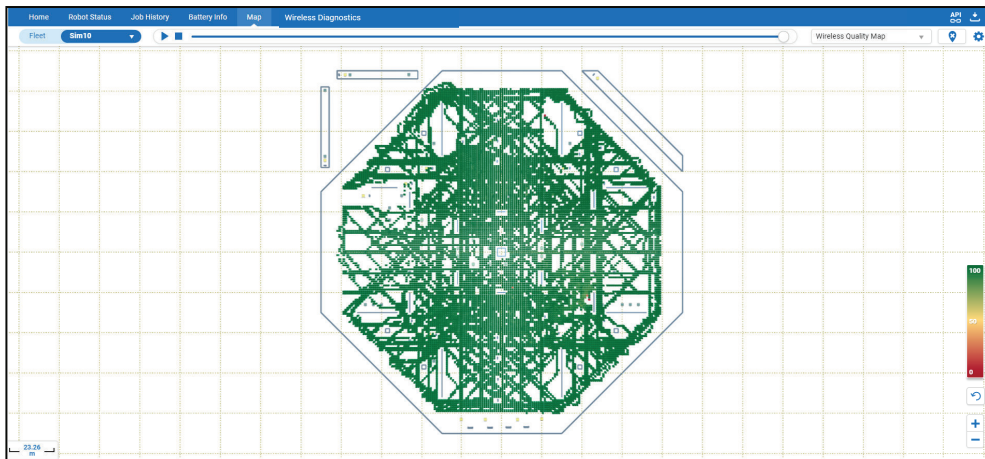 Home Robot Status Job History Battery Info Map Wireless Diagnostics API
Fleet Sim10 Wireless Quality Map
100
50
0
23.26
m